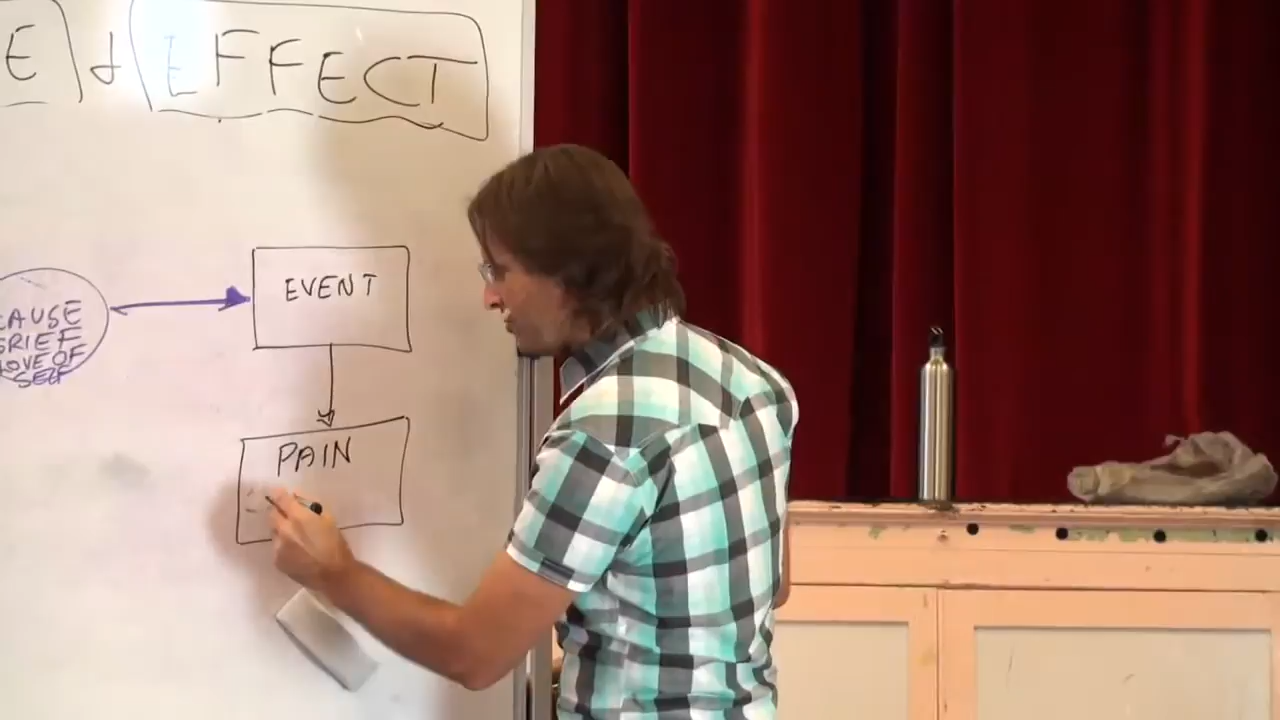 E & EFFECT
EVENT
CAUSE
GRIEF
LOVE OF
SELF
PAIN